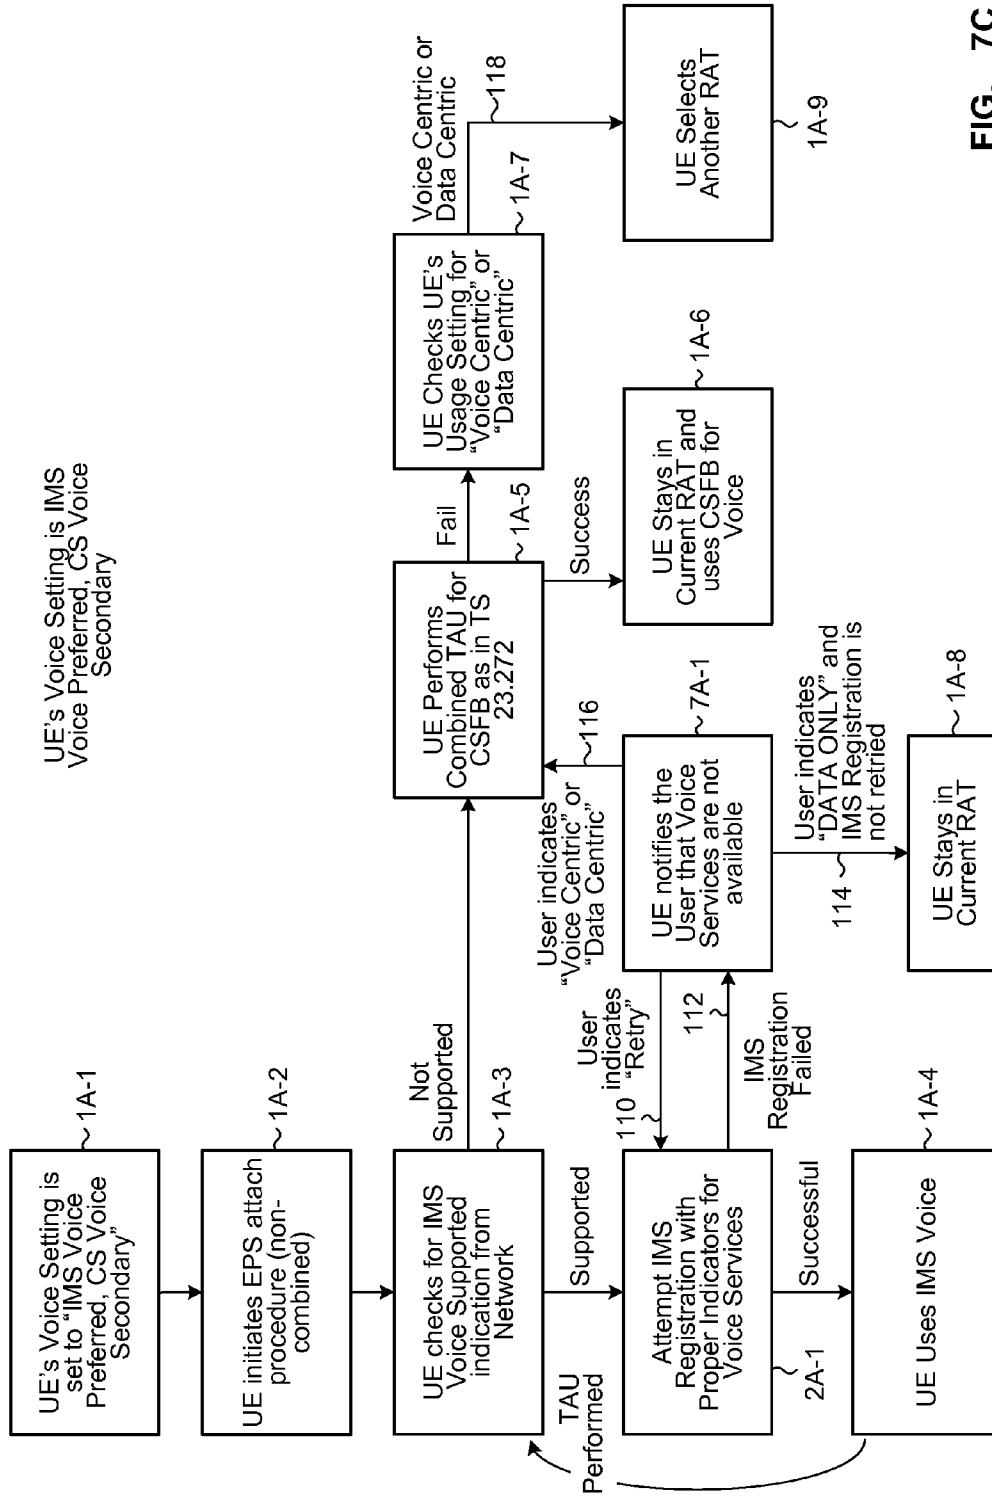 UE's Voice Setting is IMS
Voice Preferred, CS Voice
Secondary
UE's Voice Setting is
set to "IMS Voice
Preferred, CS Voice
Secondary"
1A-1
UE initiates EPS attach
procedure (non-
combined)
1A-2
UE checks for IMS
Voice Supported
indication from
Network
1A-3
Not
Supported
Supported
TAU
Performed
Attempt IMS
Registration with
Proper Indicators for
Voice Services
2A-1
Successful
UE Uses IMS Voice
1A-4
User
indicates
"Retry"
110
112
IMS
Registration
Failed
UE notifies the
User that Voice
Services are not
available
7A-1
User indicates
"Voice Centric" or
"Data Centric"
116
114
User indicates
"DATA ONLY" and
IMS Registration is
not retried
UE Stays in
Current RAT
1A-8
UE Performs
Combined TAU for
CSFB as in TS
23.272
1A-5
Fail
Success
UE Stays in
Current RAT and
uses CSFB for
Voice
1A-6
UE Checks UE's
Usage Setting for
"Voice Centric" or
"Data Centric"
1A-7
Voice Centric or
Data Centric
118
UE Selects
Another RAT
1A-9
FIG. 7C